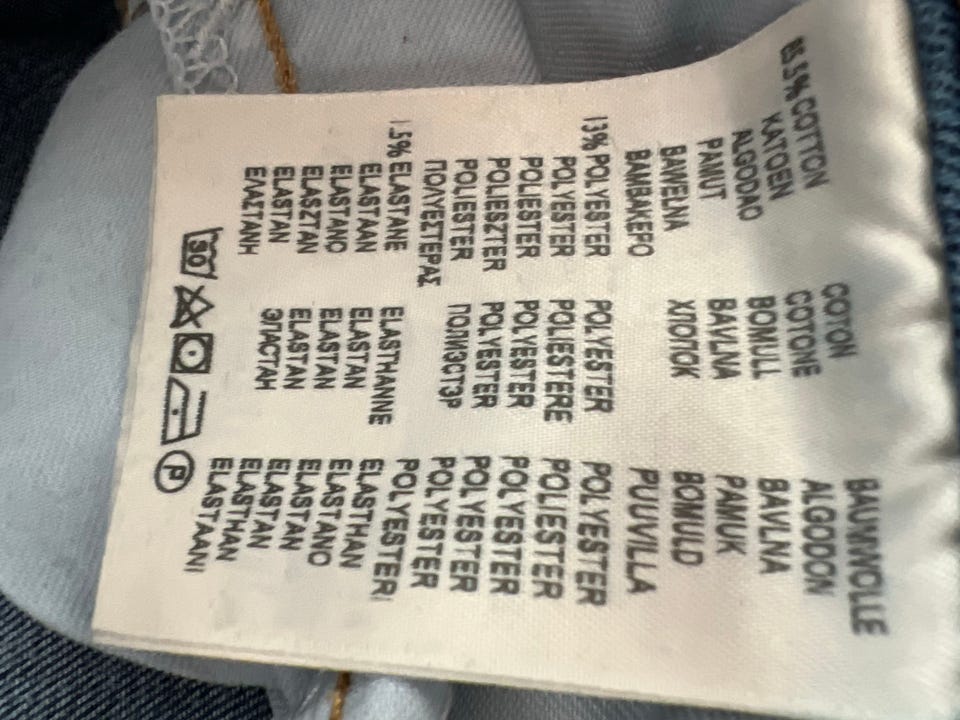 85.5% COTTON COTON BAUMWOLLE
KATOEN COTONE ALGODON
ALGODAO BOMULL BAVLNA
PAMUT BAVLNA PAMUK
BAWEŁNA ХЛОПОК BOMULD
ΒΑΜΒΑΚΕΡΟ PUUVILLA
13% POLYESTER POLYESTER POLYESTER
POLYESTER POLIESTERE POLIESTER
POLIESTER POLYESTER POLYESTER
POLIESZTER POLYESTER POLYESTER
POLIESTER ПОЛИЭСТЭР POLYESTER
ΠΟΛΥΕΣΤΕΡΑΣ POLYESTERI
1.5% ELASTANE ELASTHANNE ELASTHAN
ELASTAAN ELASTAN ELASTANO
ELASTANO ELASTAN ELASTAN
ELASZTAN ELASTAN ELASTAN
ELASTAN ЭЛАСТАН ELASTHAN
ΕΛΑΣΤΑΝΗ ELASTAANI
30 P